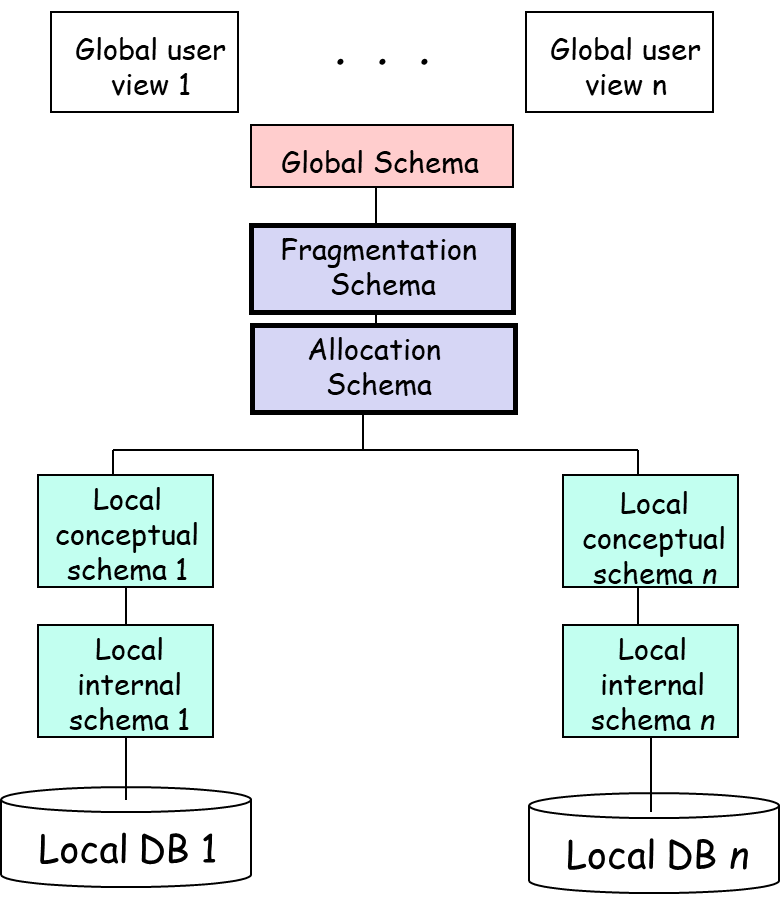 Global user
view 1
. . .
Global user
view n
Global Schema
Fragmentation
Schema
Allocation
Schema
Local
conceptual
schema 1
Local
conceptual
schema n
Local
internal
schema 1
Local
internal
schema n
Local DB 1
Local DB n